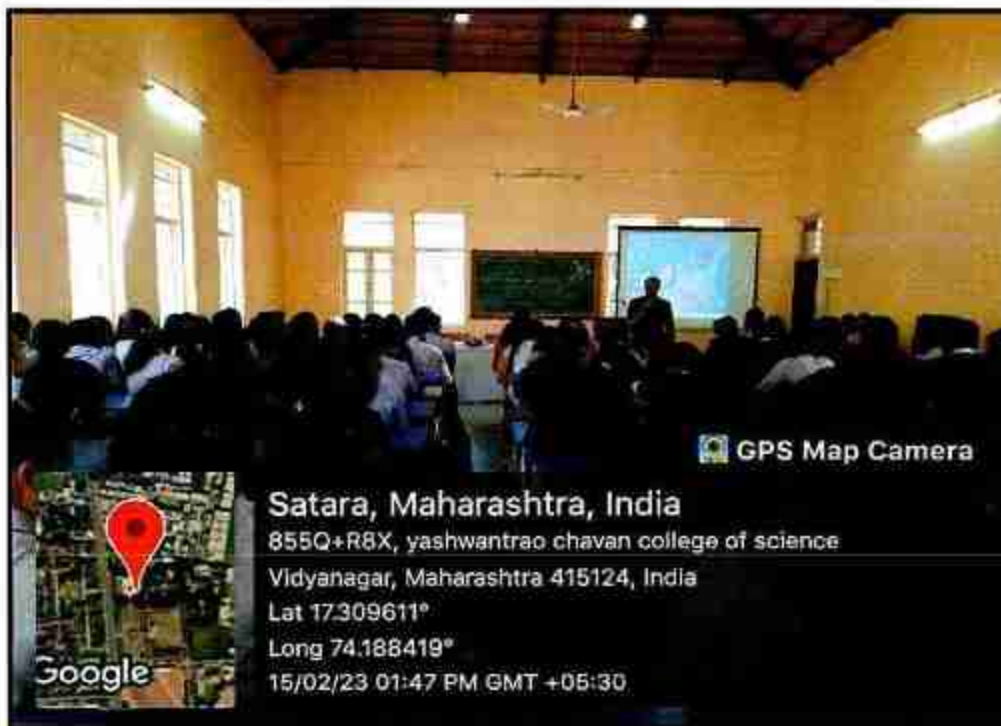 GPS Map Camera
Satara, Maharashtra, India
855Q+R8X, yashwantrao chavan college of science
Vidyanagar, Maharashtra 415124, India
Lat 17.309611°
Long 74.188419°
15/02/23 01:47 PM GMT +05:30
Google